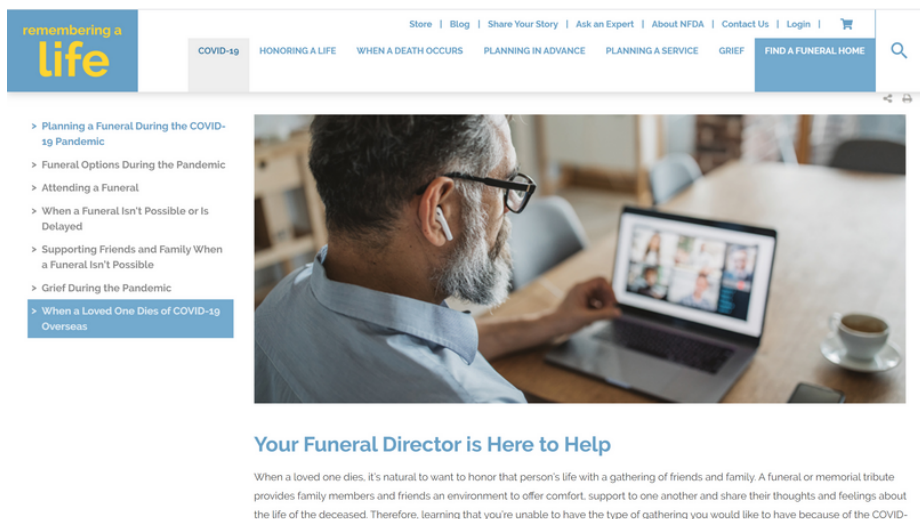 remembering a
life
Store | Blog | Share Your Story | Ask an Expert | About NFDA | Contact Us | Login |
COVID-19 HONORING A LIFE WHEN A DEATH OCCURS PLANNING IN ADVANCE PLANNING A SERVICE GRIEF FIND A FUNERAL HOME
> Planning a Funeral During the COVID-
19 Pandemic
> Funeral Options During the Pandemic
> Attending a Funeral
> When a Funeral Isn't Possible or Is
Delayed
> Supporting Friends and Family When
a Funeral Isn't Possible
> Grief During the Pandemic
> When a Loved One Dies of COVID-19
Overseas
Your Funeral Director is Here to Help
When a loved one dies, it's natural to want to honor that person's life with a gathering of friends and family. A funeral or memorial tribute
provides family members and friends an environment to offer comfort, support to one another and share their thoughts and feelings about
the life of the deceased. Therefore, learning that you're unable to have the type of gathering you would like to have because of the COVID-